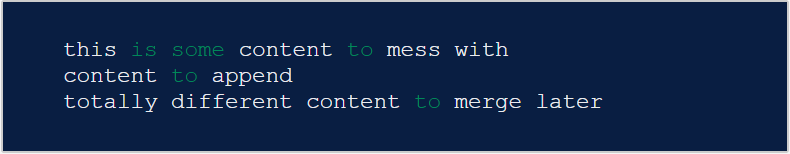 this is some content to mess with
content to append
totally different content to merge later